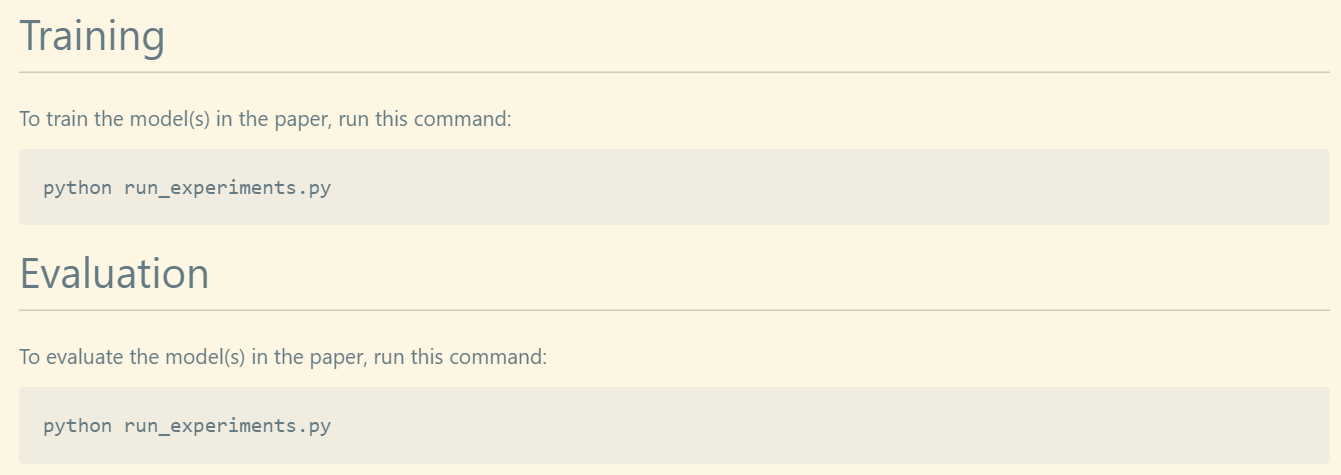 Training
To train the model(s) in the paper, run this command:
python run_experiments.py
Evaluation
To evaluate the model(s) in the paper, run this command:
python run_experiments.py